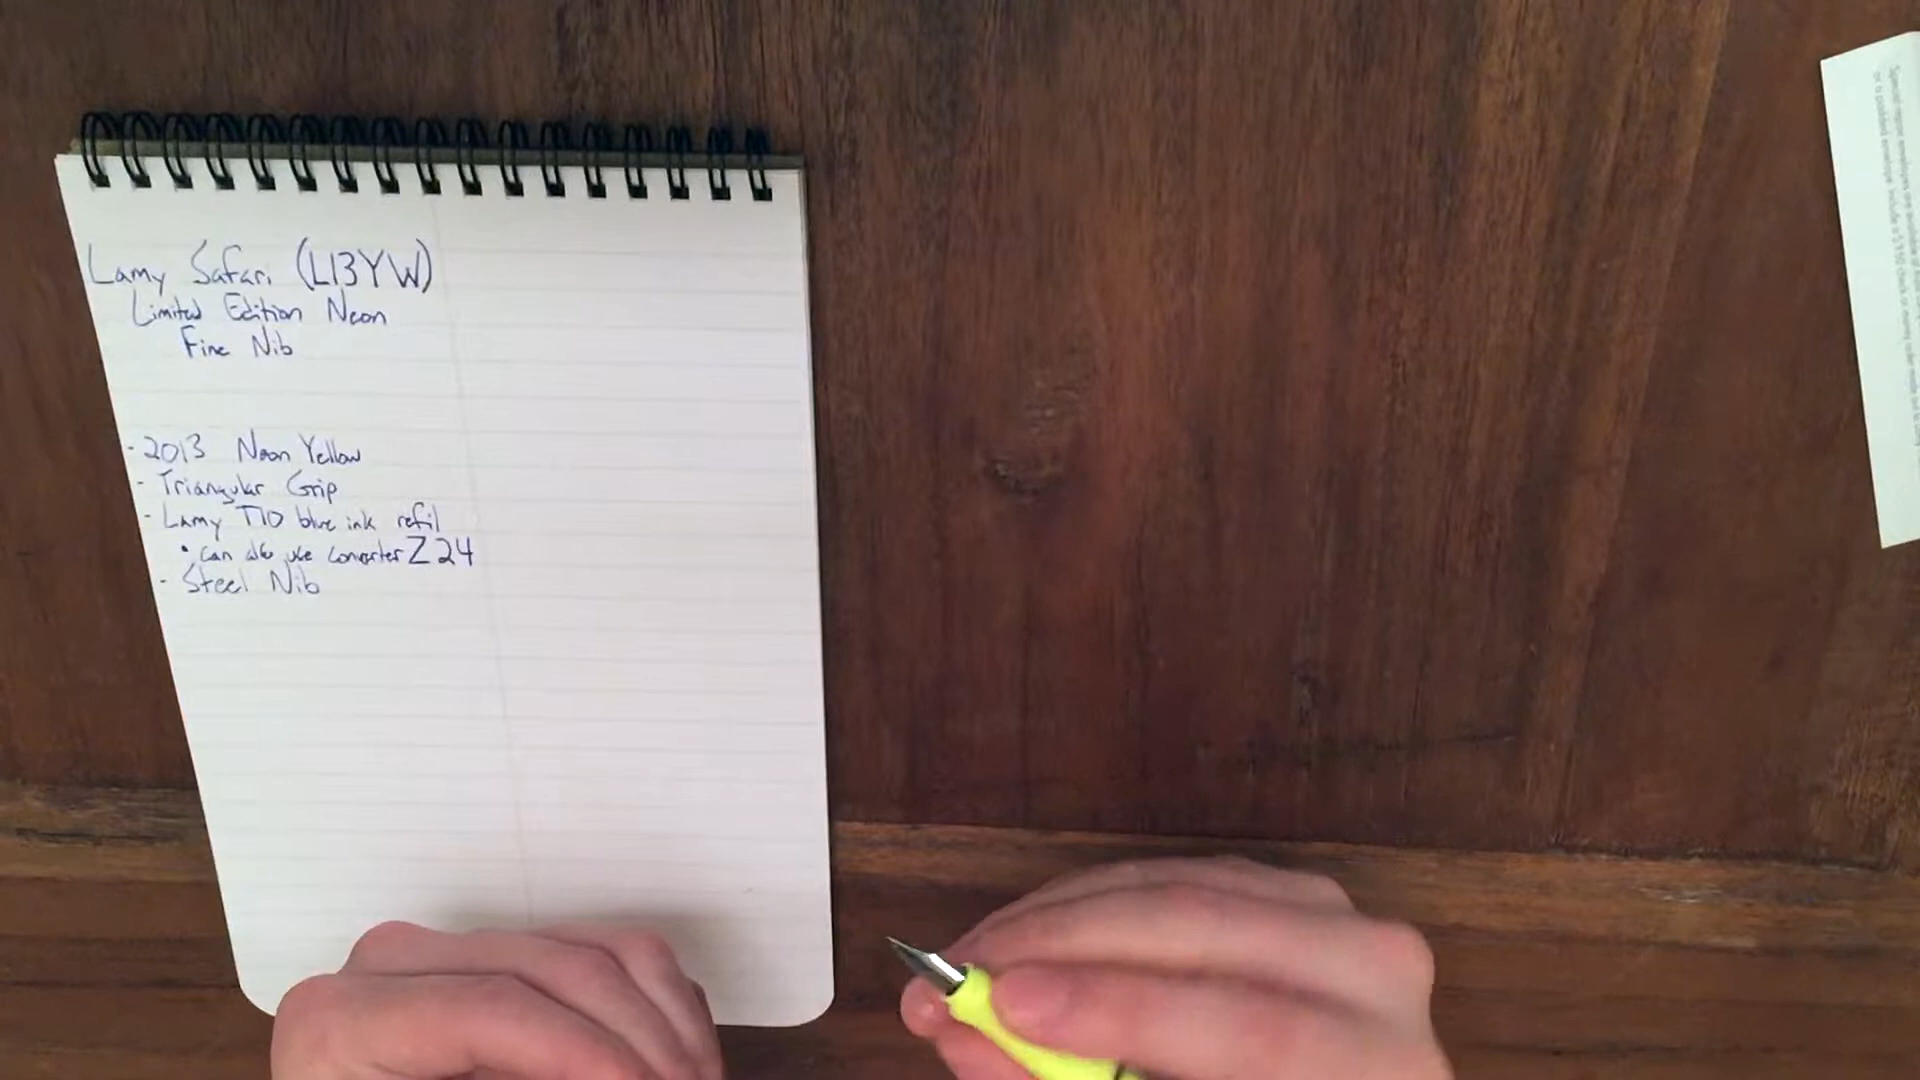 Lamy Safari (L13YW)
Limited Edition Neon
Fine Nib
- 2013 Neon Yellow
- Triangular Grip
- Lamy T10 blue ink refil
• can also use converter Z24
- Steel Nib